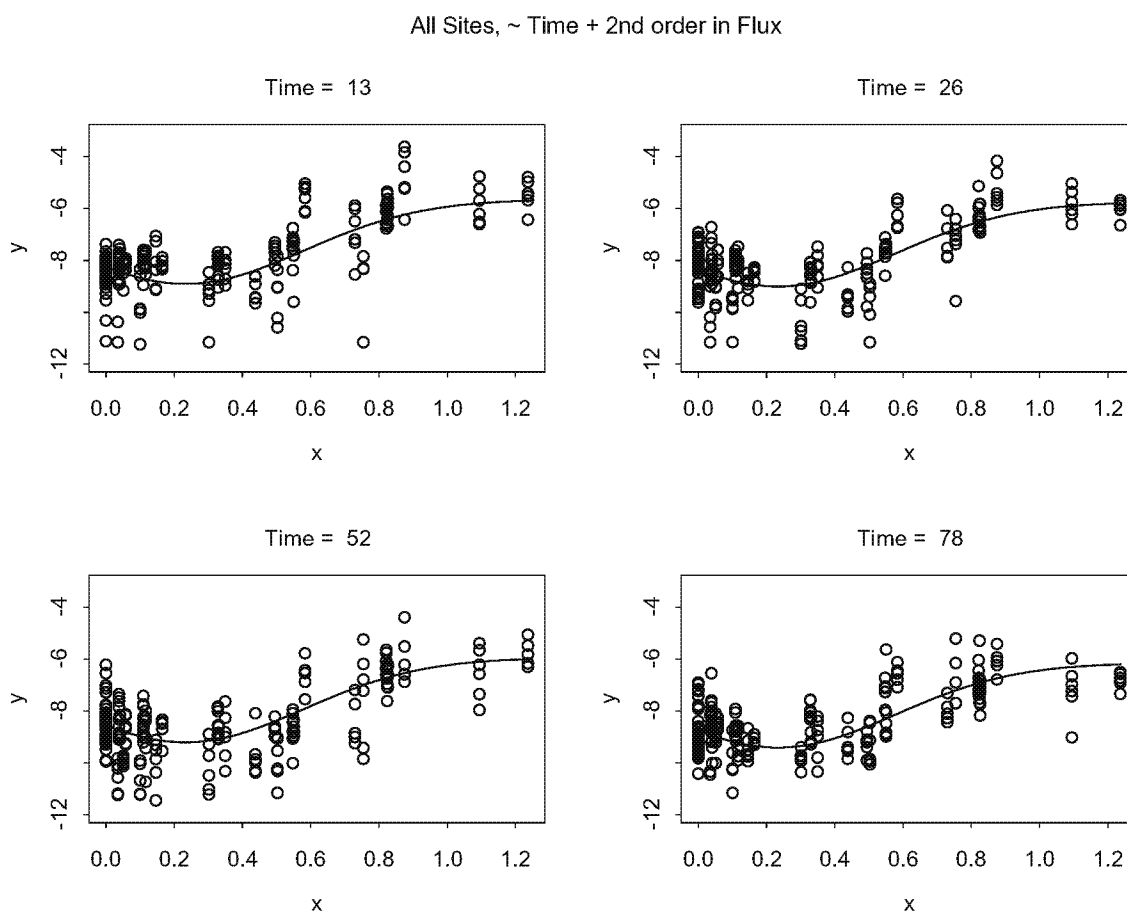 All Sites, ~ Time + 2nd order in Flux
Time = 13
Time = 26
y
-4
-6
-8
-12
0.0 0.2 0.4 0.6 0.8 1.0 1.2
x
y
-4
-6
-8
-12
0.0 0.2 0.4 0.6 0.8 1.0 1.2
x
Time = 52
Time = 78
y
-4
-6
-8
-12
0.0 0.2 0.4 0.6 0.8 1.0 1.2
x
y
-4
-6
-8
-12
0.0 0.2 0.4 0.6 0.8 1.0 1.2
x